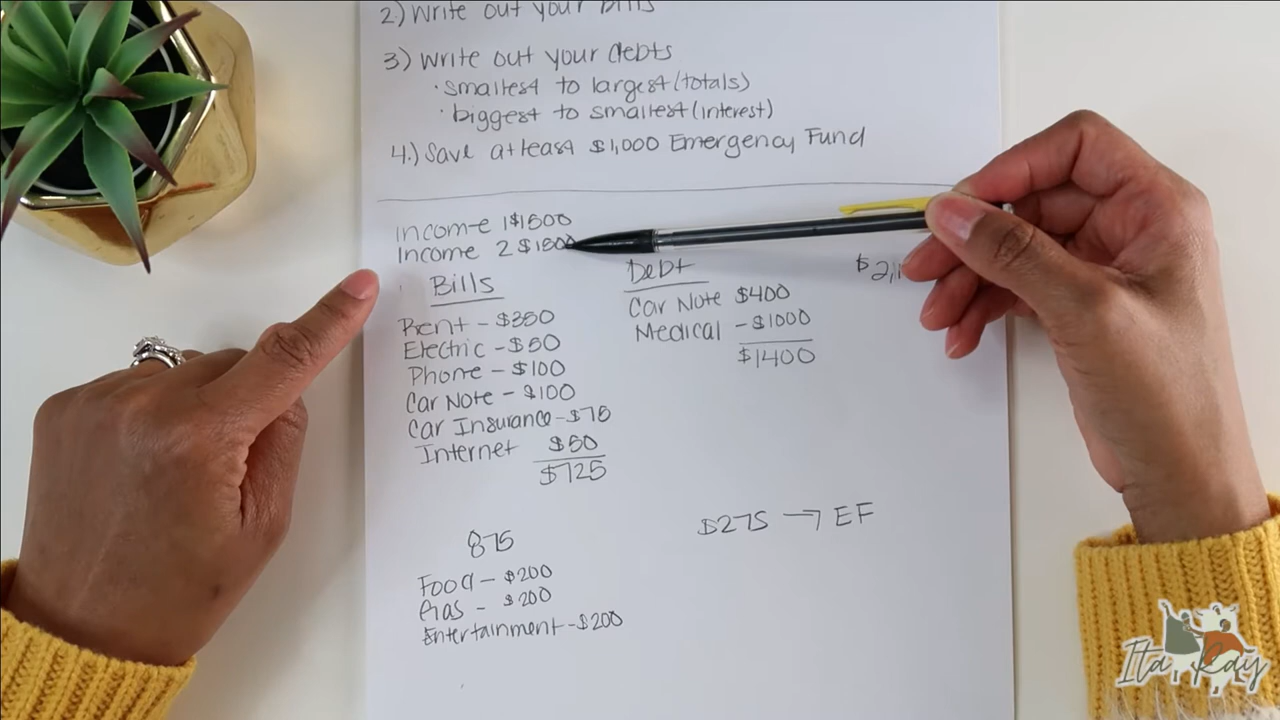 2) Write out your bills
3) Write out your debts
· smallest to largest (totals)
· biggest to smallest (interest)
4.) Save at least $1,000 Emergency Fund
Income 1 $1600
Income 2 $1600
Bills
Rent - $350
Electric - $50
Phone - $100
Car Note - $100
Car Insurance - $75
Internet $50
$725
Debt
Car Note $400
Medical - $1000
$1400
875
Food - $200
Gas - $200
Entertainment - $200
$275 → EF
Ita Kay